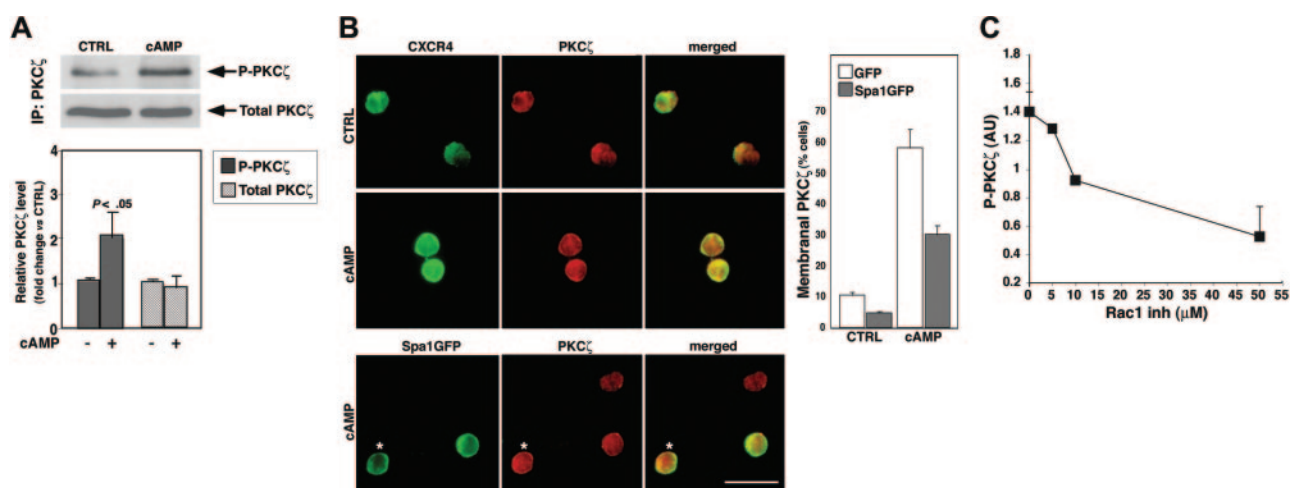 A
CTRL cAMP
IP: PKCζ
P-PKCζ
Total PKCζ
Relative PKCζ level
(fold change vs CTRL)
4
3
2
1
0
P< .05
P-PKCζ
Total PKCζ
cAMP - + - +
B
CXCR4 PKCζ merged
CTRL
cAMP
Spa1GFP PKCζ merged
cAMP
* * *
GFP
Spa1GFP
Membranal PKCζ (% cells)
70
60
50
40
30
20
10
0
CTRL cAMP
C
P-PKCζ (AU)
1.8
1.6
1.4
1.2
1
0.8
0.6
0.4
0.2
0 5 10 15 20 25 30 35 40 45 50 55
Rac1 inh (μM)